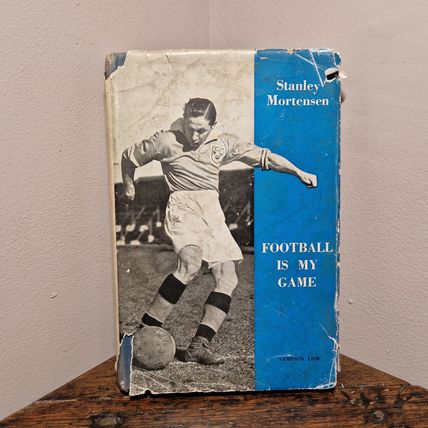 Stanley
Mortensen
FOOTBALL
IS MY
GAME
SAMPSON LOW